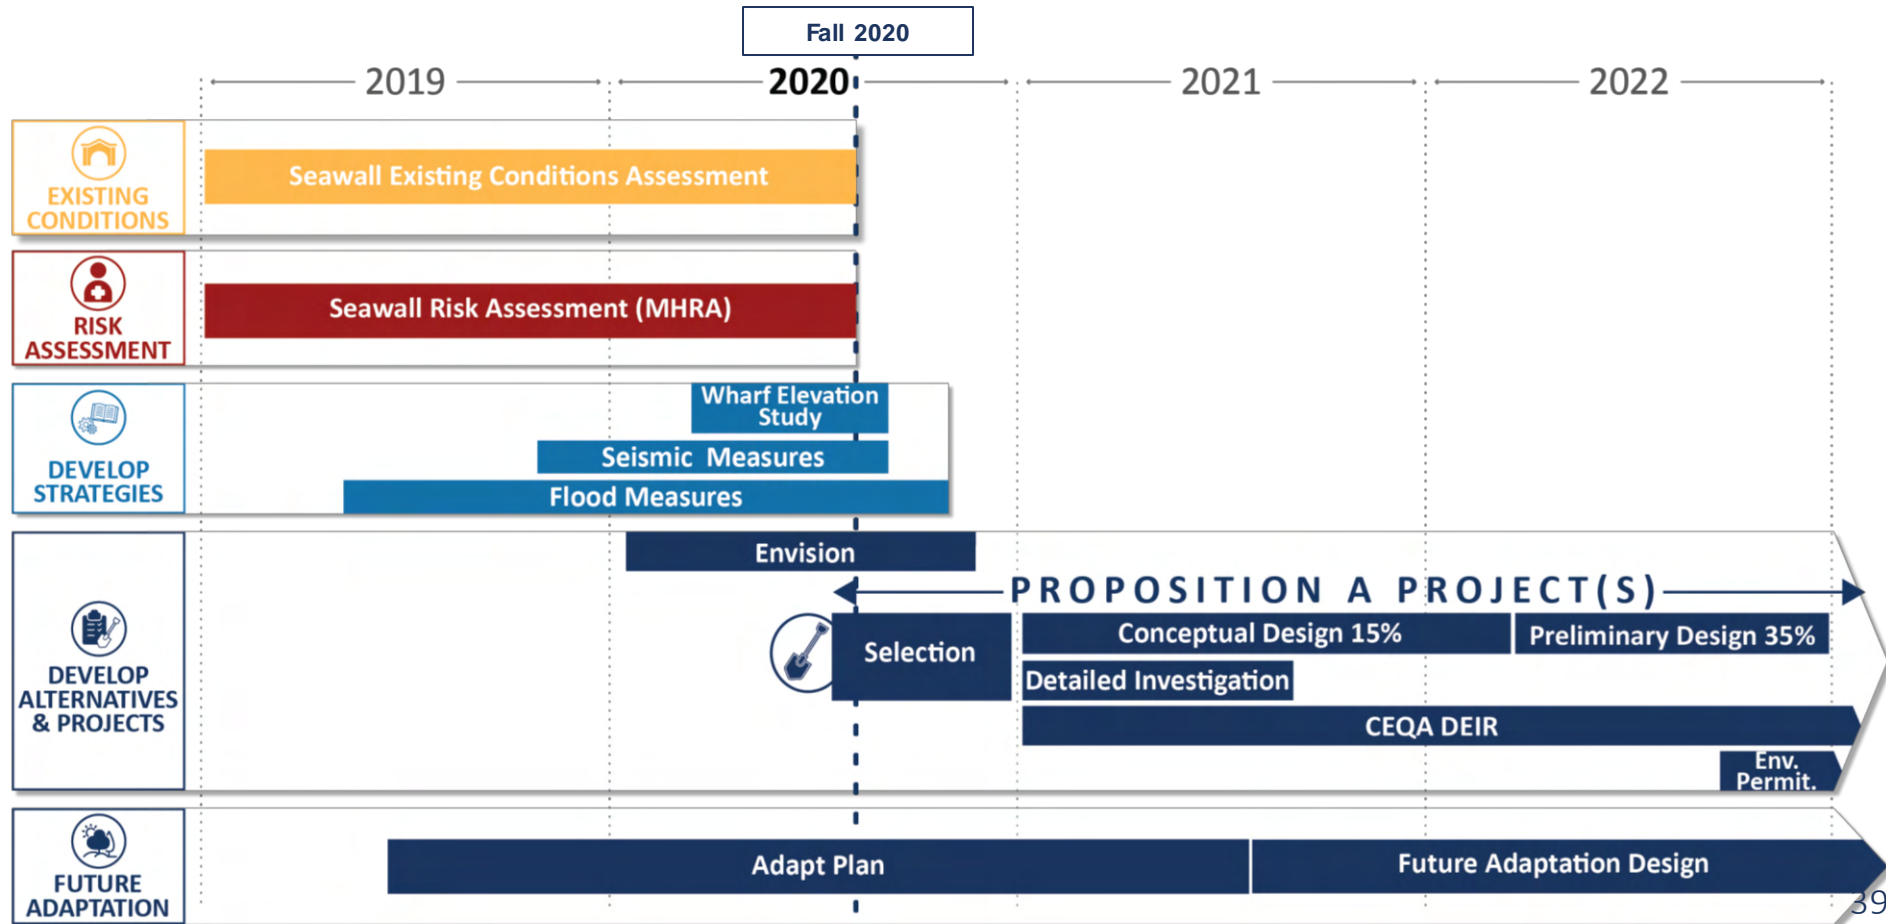 Fall 2020
2019
2020
2021
2022
EXISTING
CONDITIONS
Seawall Existing Conditions Assessment
RISK
ASSESSMENT
Seawall Risk Assessment (MHRA)
DEVELOP
STRATEGIES
Wharf Elevation
Study
Seismic Measures
Flood Measures
DEVELOP
ALTERNATIVES
& PROJECTS
Envision
PROPOSITION A PROJECT(S)
Selection
Conceptual Design 15%
Preliminary Design 35%
Detailed Investigation
CEQA DEIR
Env.
Permit.
FUTURE
ADAPTATION
Adapt Plan
Future Adaptation Design
39